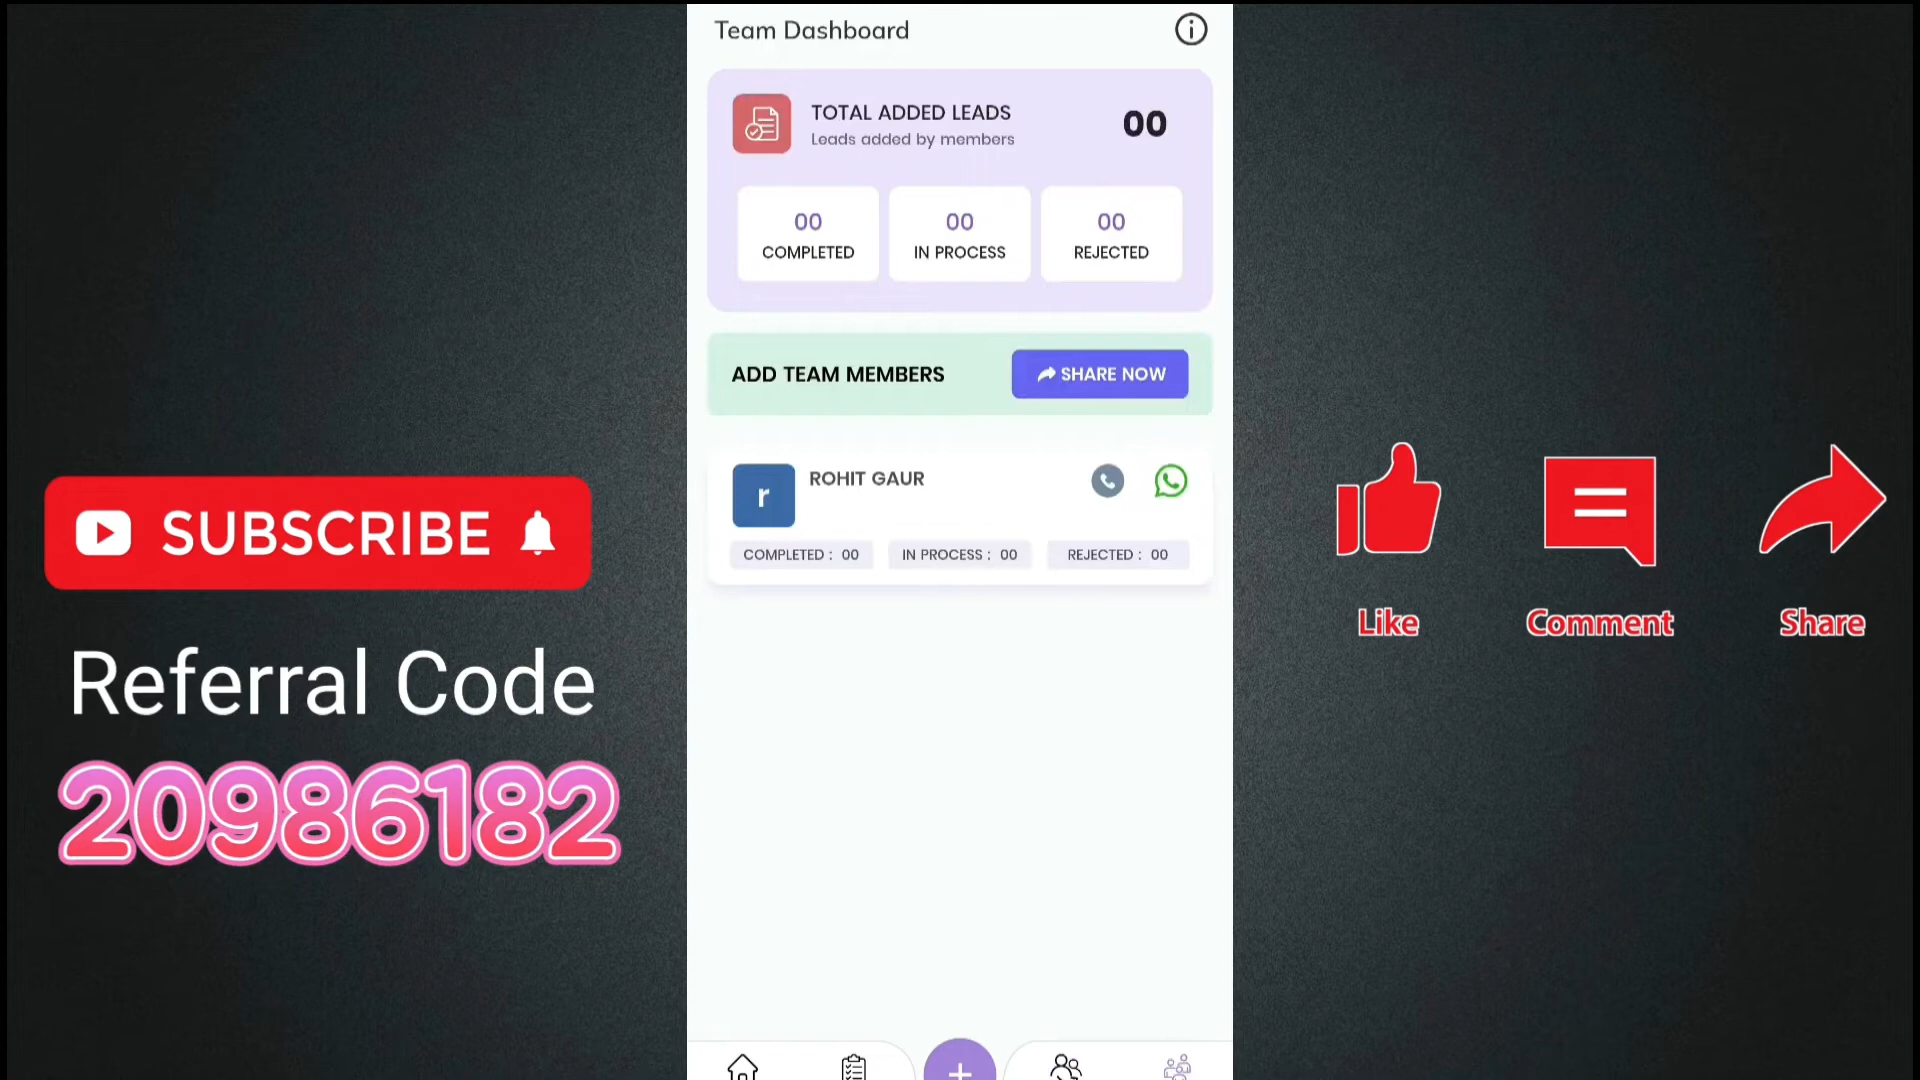 Team Dashboard
TOTAL ADDED LEADS
Leads added by members
00
00
COMPLETED
00
IN PROCESS
00
REJECTED
ADD TEAM MEMBERS
SHARE NOW
r
ROHIT GAUR
COMPLETED : 00
IN PROCESS : 00
REJECTED : 00
SUBSCRIBE
Referral Code
20986182
Like
Comment
Share